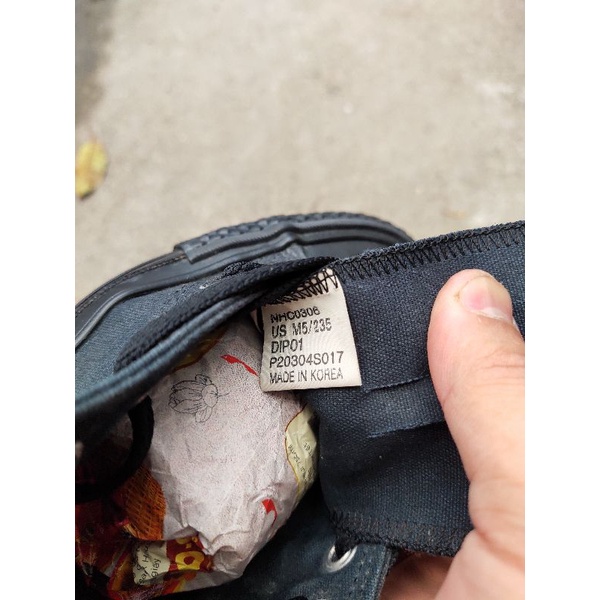 NHC0306
US M5/235
DIP01
P20304S017
MADE IN KOREA